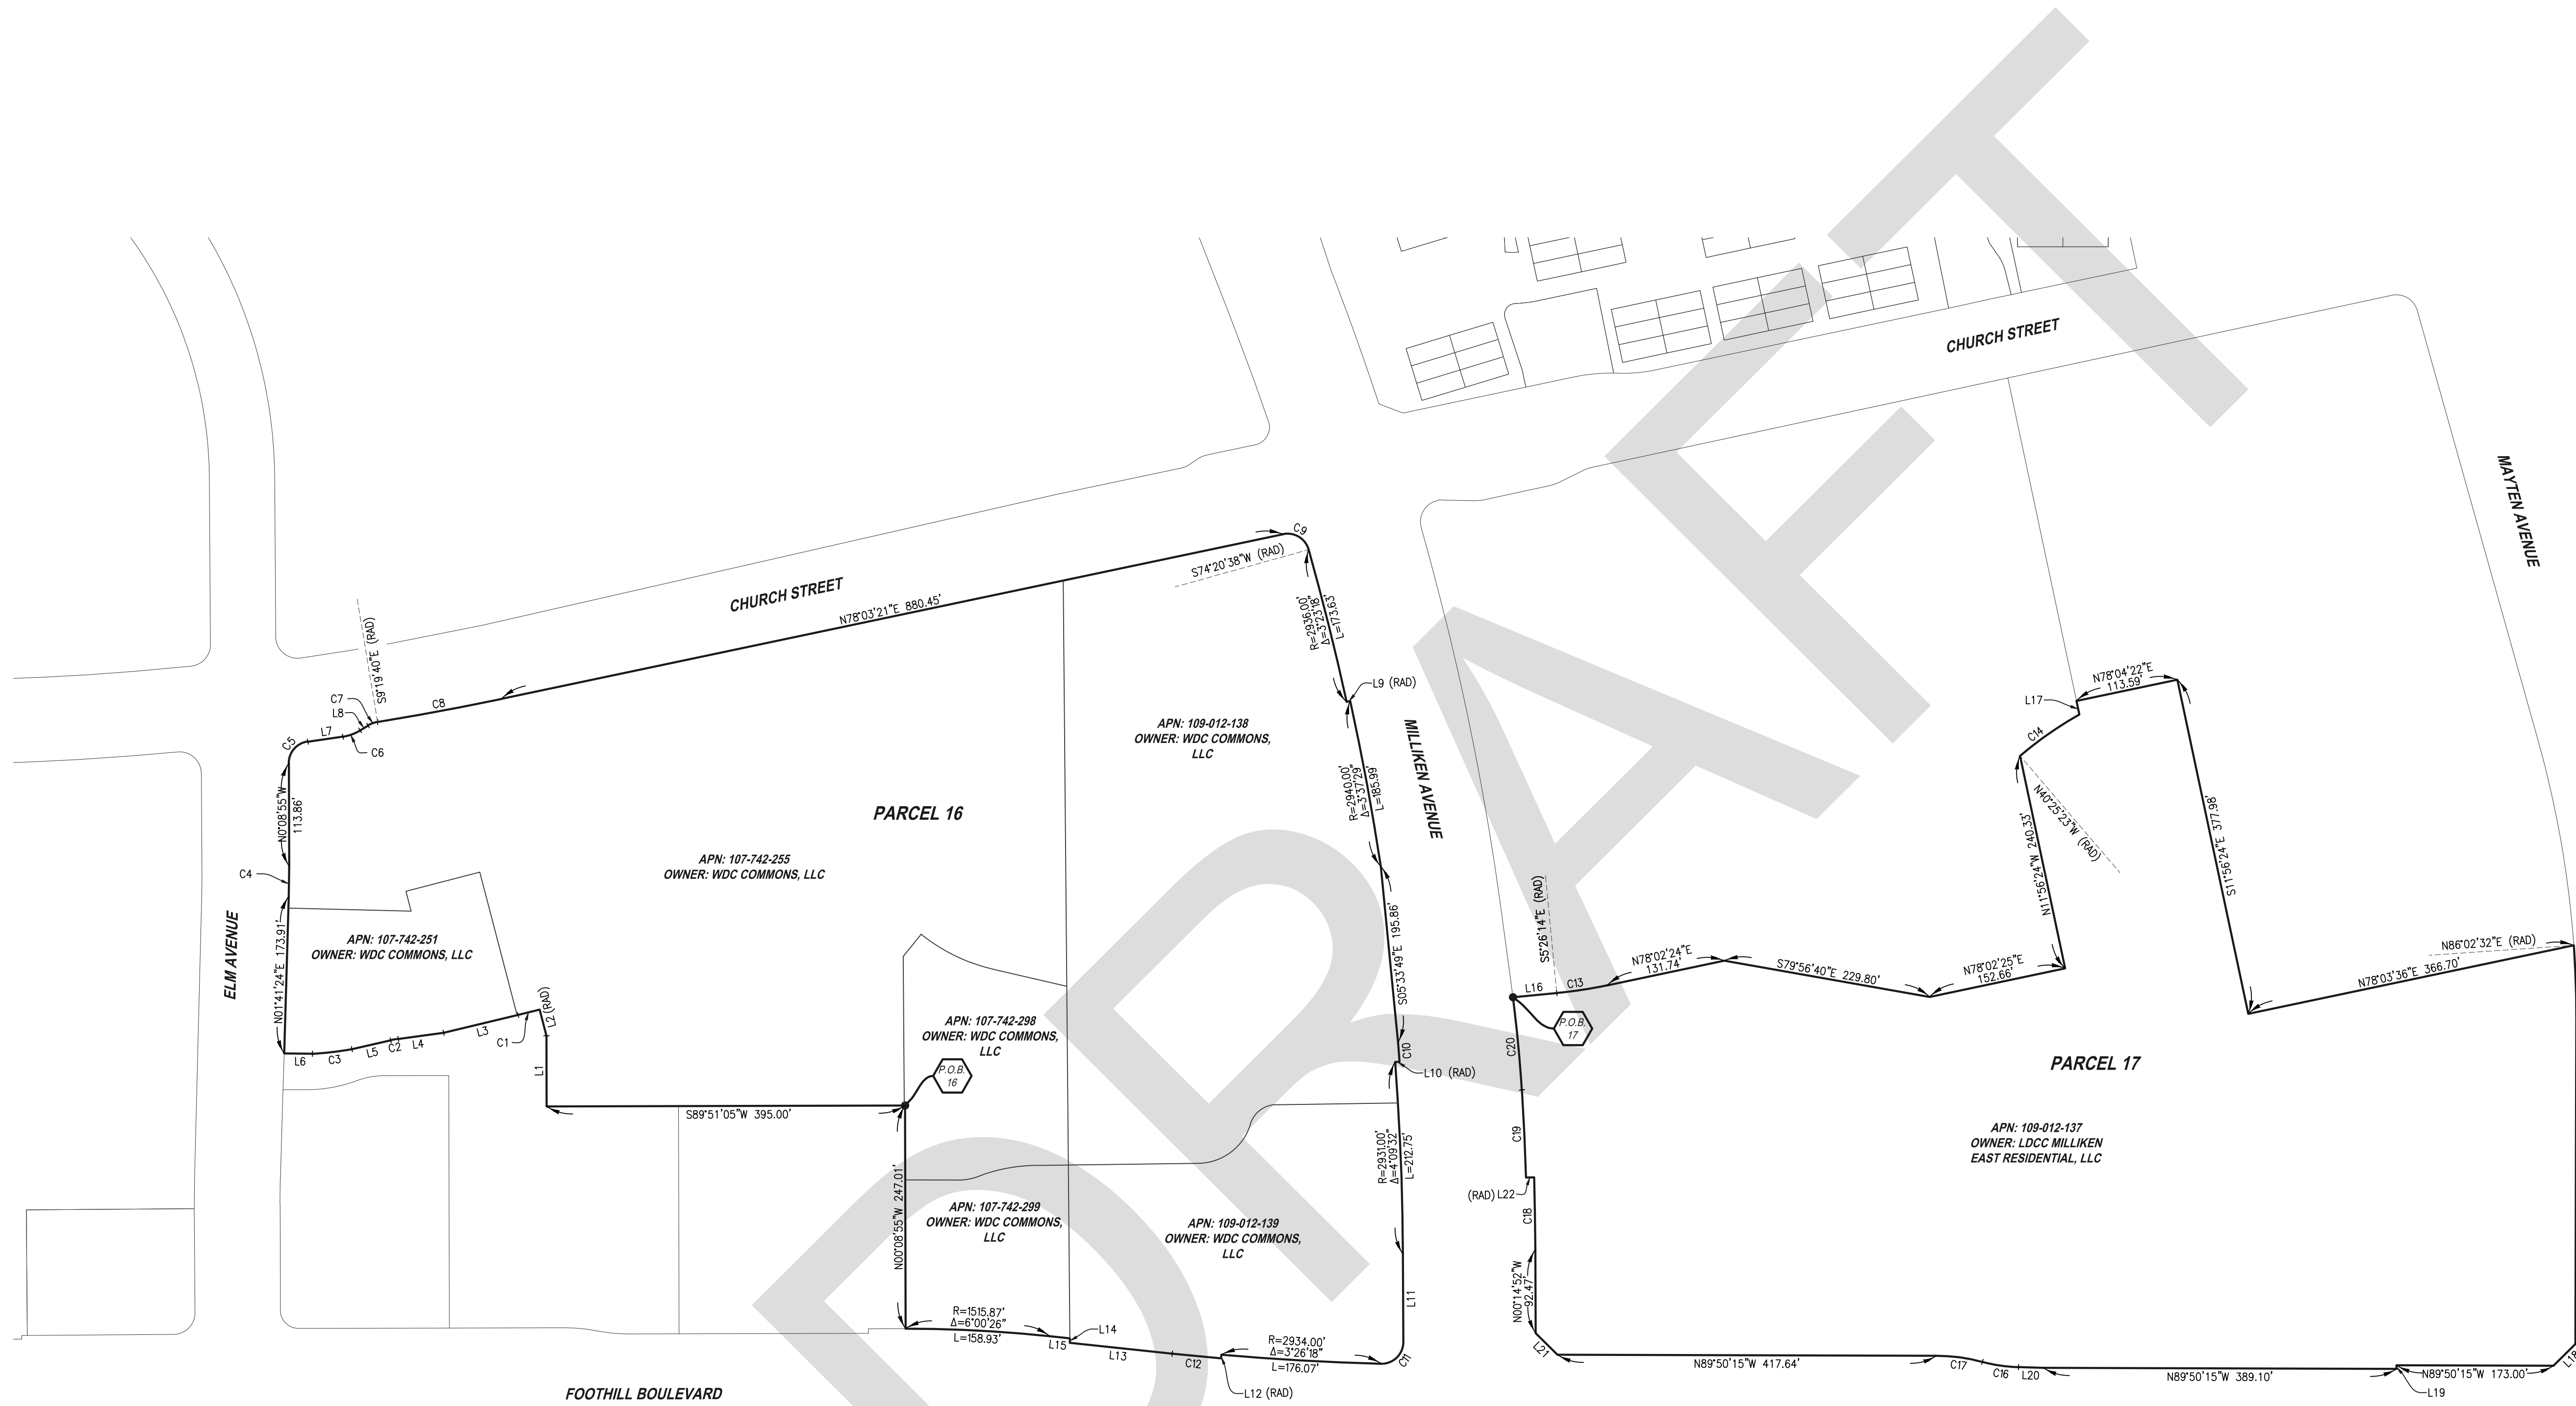 DRAFT
CHURCH STREET
MAYTEN AVENUE
C9
S74°20'38"W (RAD)
CHURCH STREET
N78°03'21"E 880.45'
R=2936.00'
Δ=3°23'18"
L=173.63'
S9°19'40"E (RAD)
C7
L8
C8
L7
C5
C6
L9 (RAD)
N78°04'22"E
113.59'
L17
C14
APN: 109-012-138
OWNER: WDC COMMONS,
LLC
MILLIKEN AVENUE
N0°08'55"W
113.86'
R=2940.00'
Δ=3°37'29"
L=185.99'
PARCEL 16
N40°25'23"W (RAD)
N11°56'24"W 240.33'
S11°56'24"E 377.98'
APN: 107-742-255
OWNER: WDC COMMONS, LLC
C4
ELM AVENUE
N01°41'24"E 173.91'
APN: 107-742-251
OWNER: WDC COMMONS, LLC
S05°33'49"E 195.86'
S5°26'14"E (RAD)
N78°02'24"E
131.74'
S79°56'40"E 229.80'
N78°02'25"E
152.66'
N86°02'32"E (RAD)
N78°03'36"E 366.70'
L16
C13
L2 (RAD)
APN: 107-742-298
OWNER: WDC COMMONS,
LLC
P.O.B.
17
L6
C3
L5
C2
L4
L3
C1
C10
C20
L1
P.O.B.
16
L10 (RAD)
PARCEL 17
S89°51'05"W 395.00'
R=2931.00'
Δ=4°09'32"
L=212.75'
C19
APN: 109-012-137
OWNER: LDCC MILLIKEN
EAST RESIDENTIAL, LLC
N00°08'55"W 247.01'
APN: 107-742-299
OWNER: WDC COMMONS,
LLC
APN: 109-012-139
OWNER: WDC COMMONS,
LLC
(RAD) L22
C18
L11
N00°14'52"W
92.47'
R=1515.87'
Δ=6°00'26"
L=158.93'
L14
L15
L13
C12
R=2934.00'
Δ=3°26'18"
L=176.07'
C11
L21
N89°50'15"W 417.64'
C17
C16
L20
N89°50'15"W 389.10'
N89°50'15"W 173.00'
L18
L19
L12 (RAD)
FOOTHILL BOULEVARD